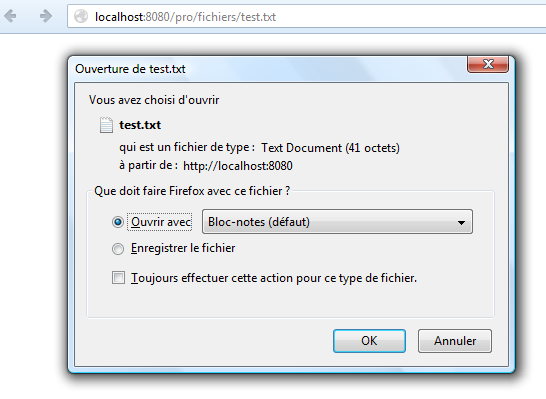 localhost:8080/pro/fichiers/test.txt
Ouverture de test.txt
Vous avez choisi d'ouvrir
test.txt
qui est un fichier de type : Text Document (41 octets)
à partir de : http://localhost:8080
Que doit faire Firefox avec ce fichier ?
Ouvrir avec Bloc-notes (défaut)
Enregistrer le fichier
Toujours effectuer cette action pour ce type de fichier.
OK Annuler